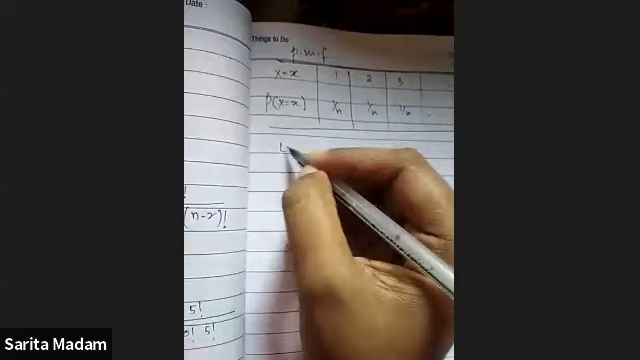 Date:
Things to Do
p.m.f.
X=x 1 2 3
P(X=x) 1/n 1/n 1/n . .
!
(n-x)!
5!
5!
Sarita Madam